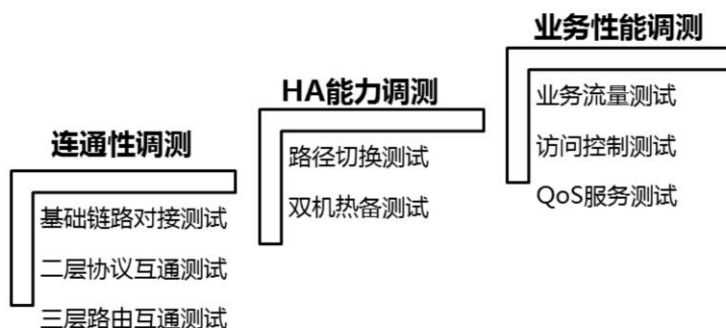 连通性调测
基础链路对接测试
二层协议互通测试
三层路由互通测试
HA能力调测
路径切换测试
双机热备测试
业务性能调测
业务流量测试
访问控制测试
QoS服务测试